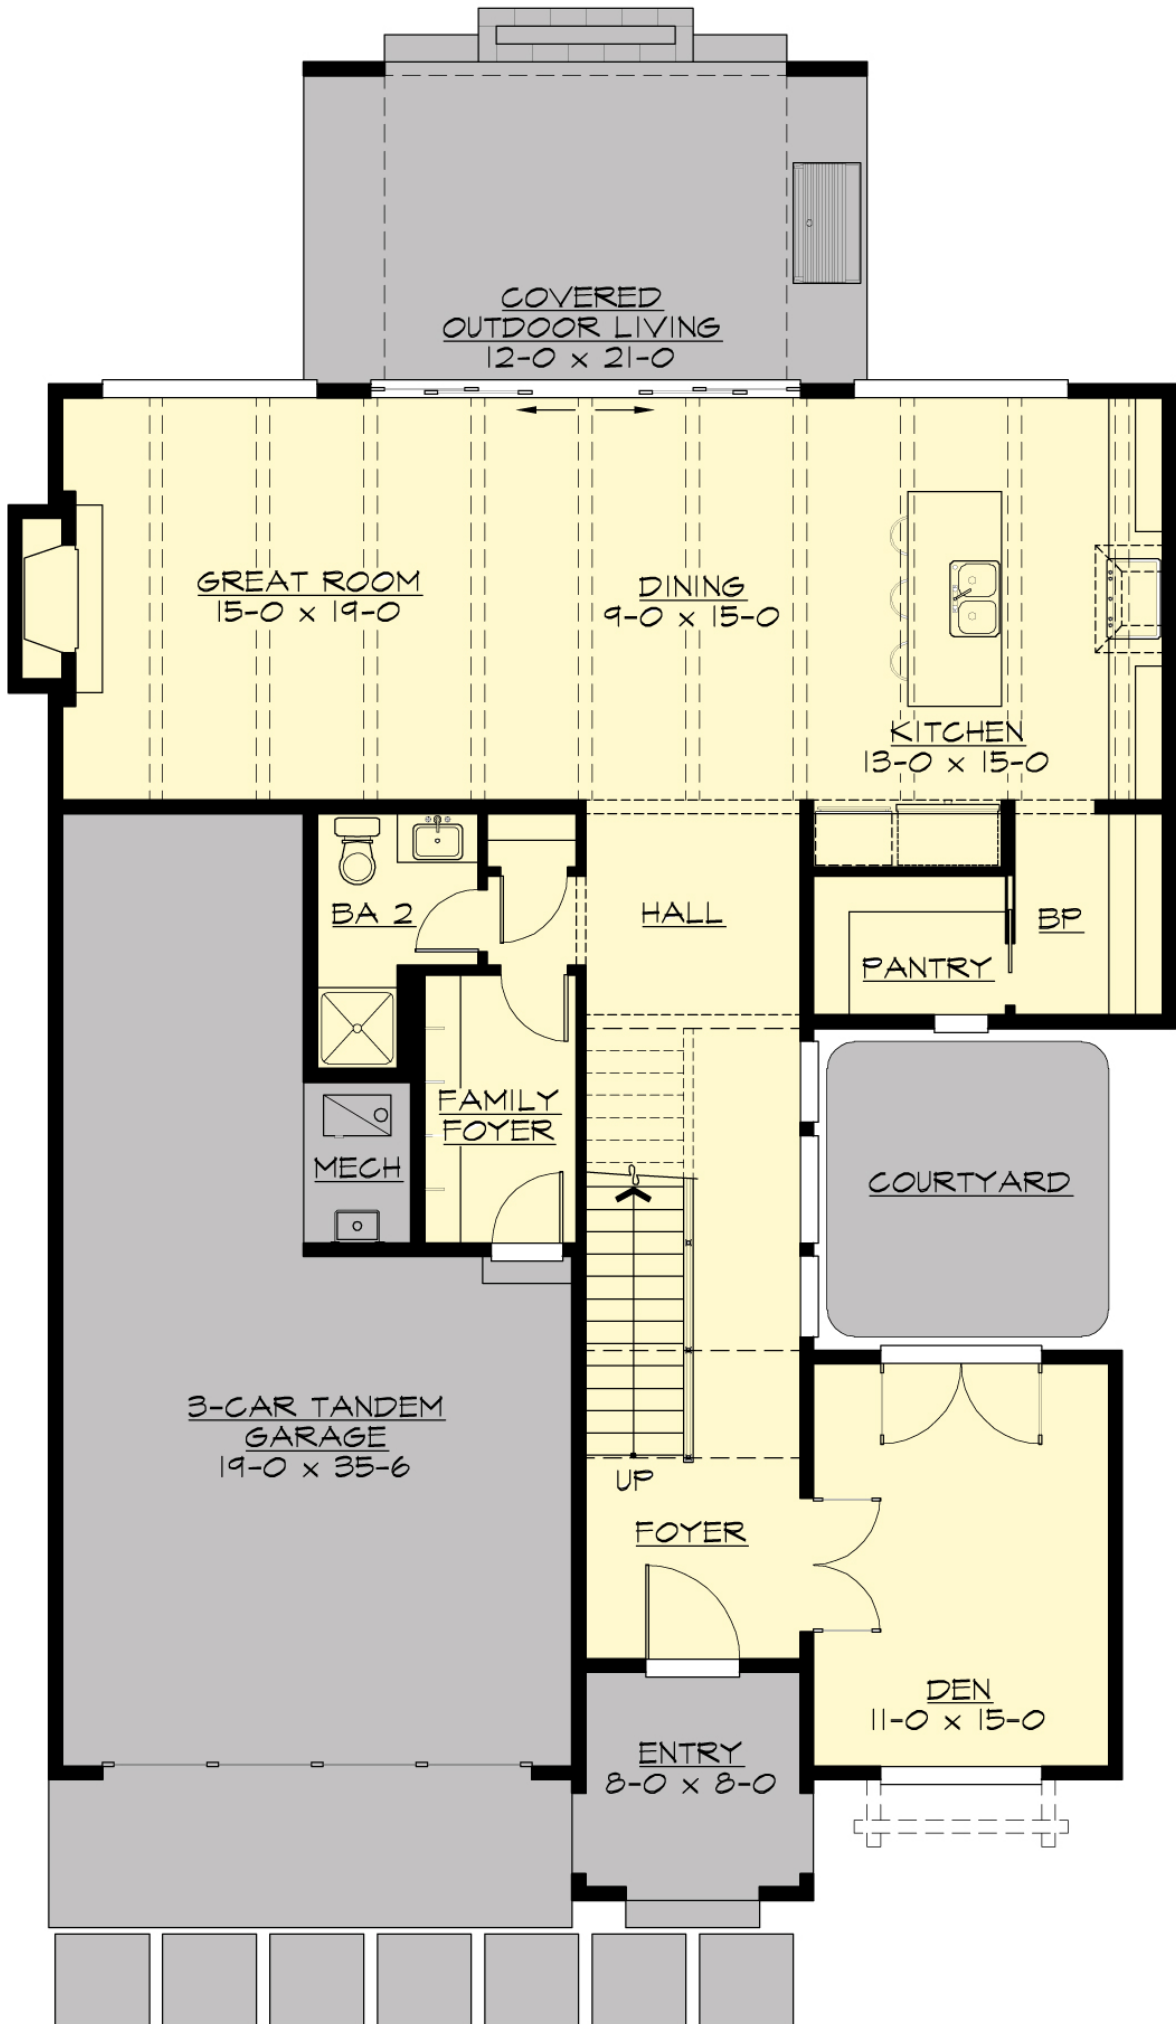 COVERED
OUTDOOR LIVING
12-0 x 21-0
GREAT ROOM
15-0 x 19-0
DINING
9-0 x 15-0
KITCHEN
13-0 x 15-0
BA 2
HALL
BP
PANTRY
FAMILY
FOYER
MECH
COURTYARD
3-CAR TANDEM
GARAGE
19-0 x 35-6
UP
FOYER
DEN
11-0 x 15-0
ENTRY
8-0 x 8-0